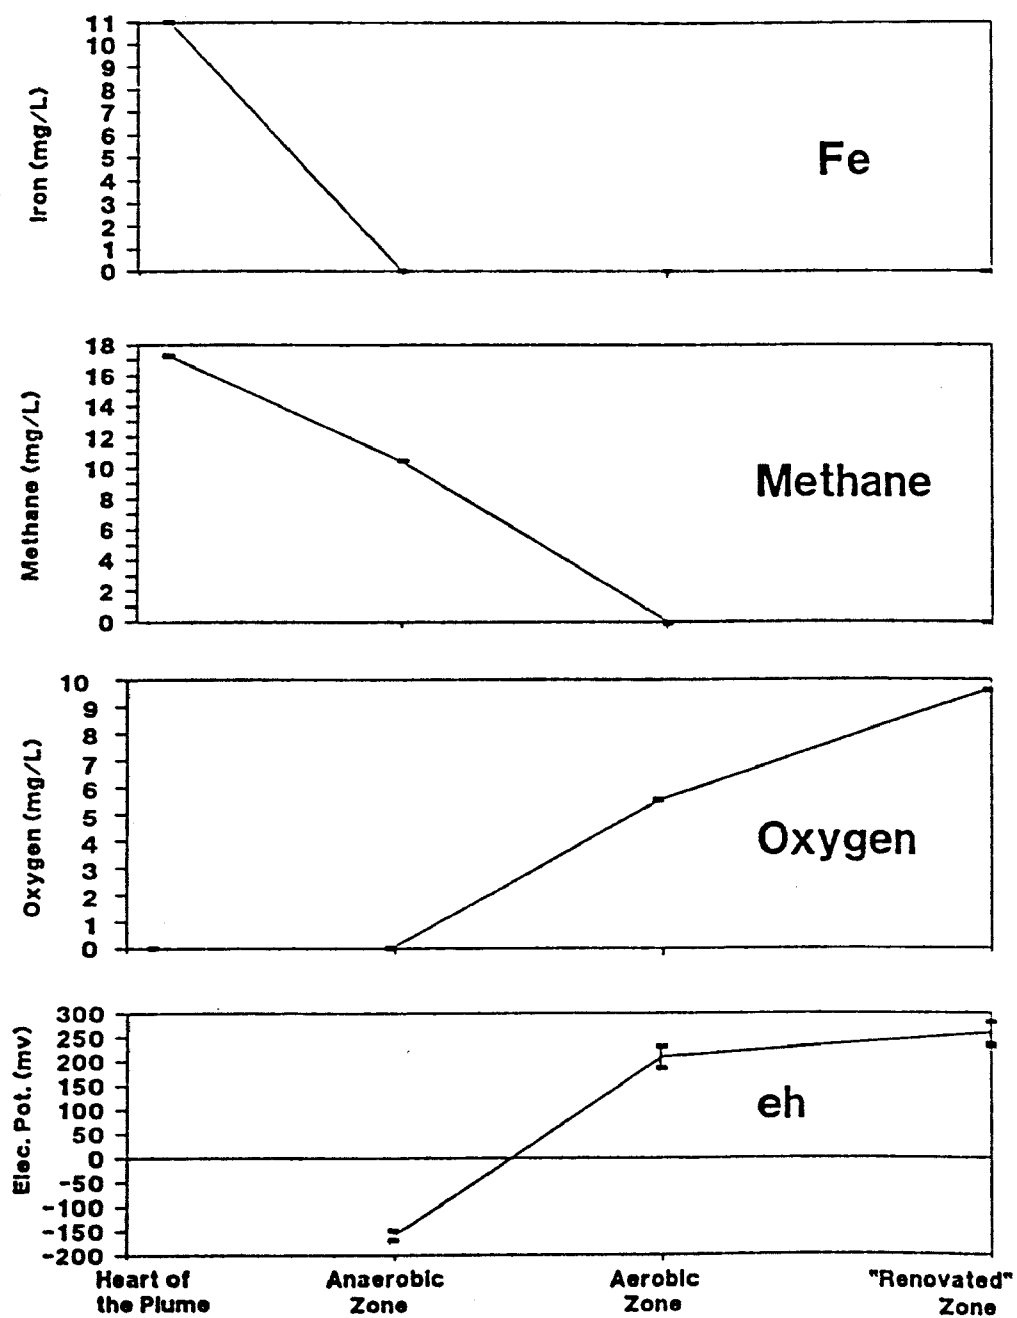 11
10
9
8
7
6
5
4
3
2
1
0
Iron (mg/L)
Fe
18
16
14
12
10
8
6
4
2
0
Methane (mg/L)
Methane
10
9
8
7
6
5
4
3
2
1
0
Oxygen (mg/L)
Oxygen
300
250
200
150
100
50
0
-50
-100
-150
-200
Elec. Pot. (mv)
eh
Heart of
the Plume
Anaerobic
Zone
Aerobic
Zone
"Renovated"
Zone